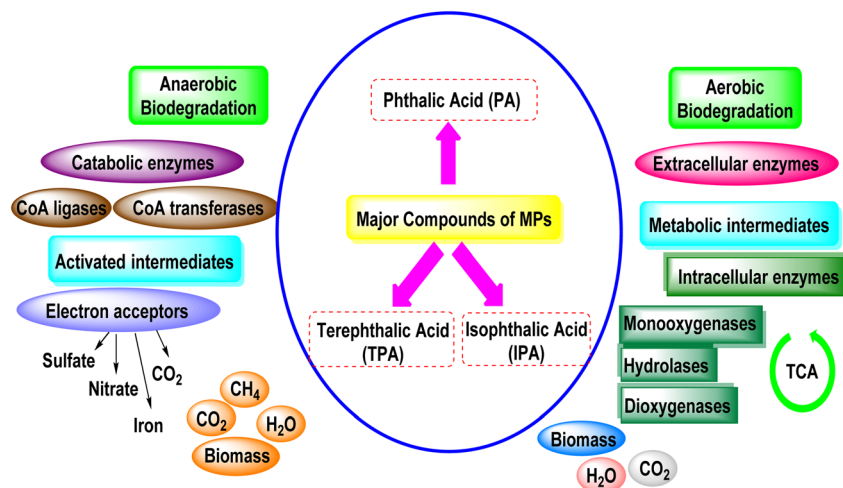 Anaerobic
Biodegradation
Catabolic enzymes
CoA ligases
CoA transferases
Activated intermediates
Electron acceptors
Sulfate
Nitrate
Iron
CO2
CH4
CO2
H2O
Biomass
Phthalic Acid (PA)
Major Compounds of MPs
Terephthalic Acid
(TPA)
Isophthalic Acid
(IPA)
Aerobic
Biodegradation
Extracellular enzymes
Metabolic intermediates
Intracellular enzymes
Monooxygenases
Hydrolases
Dioxygenases
TCA
Biomass
H2O
CO2